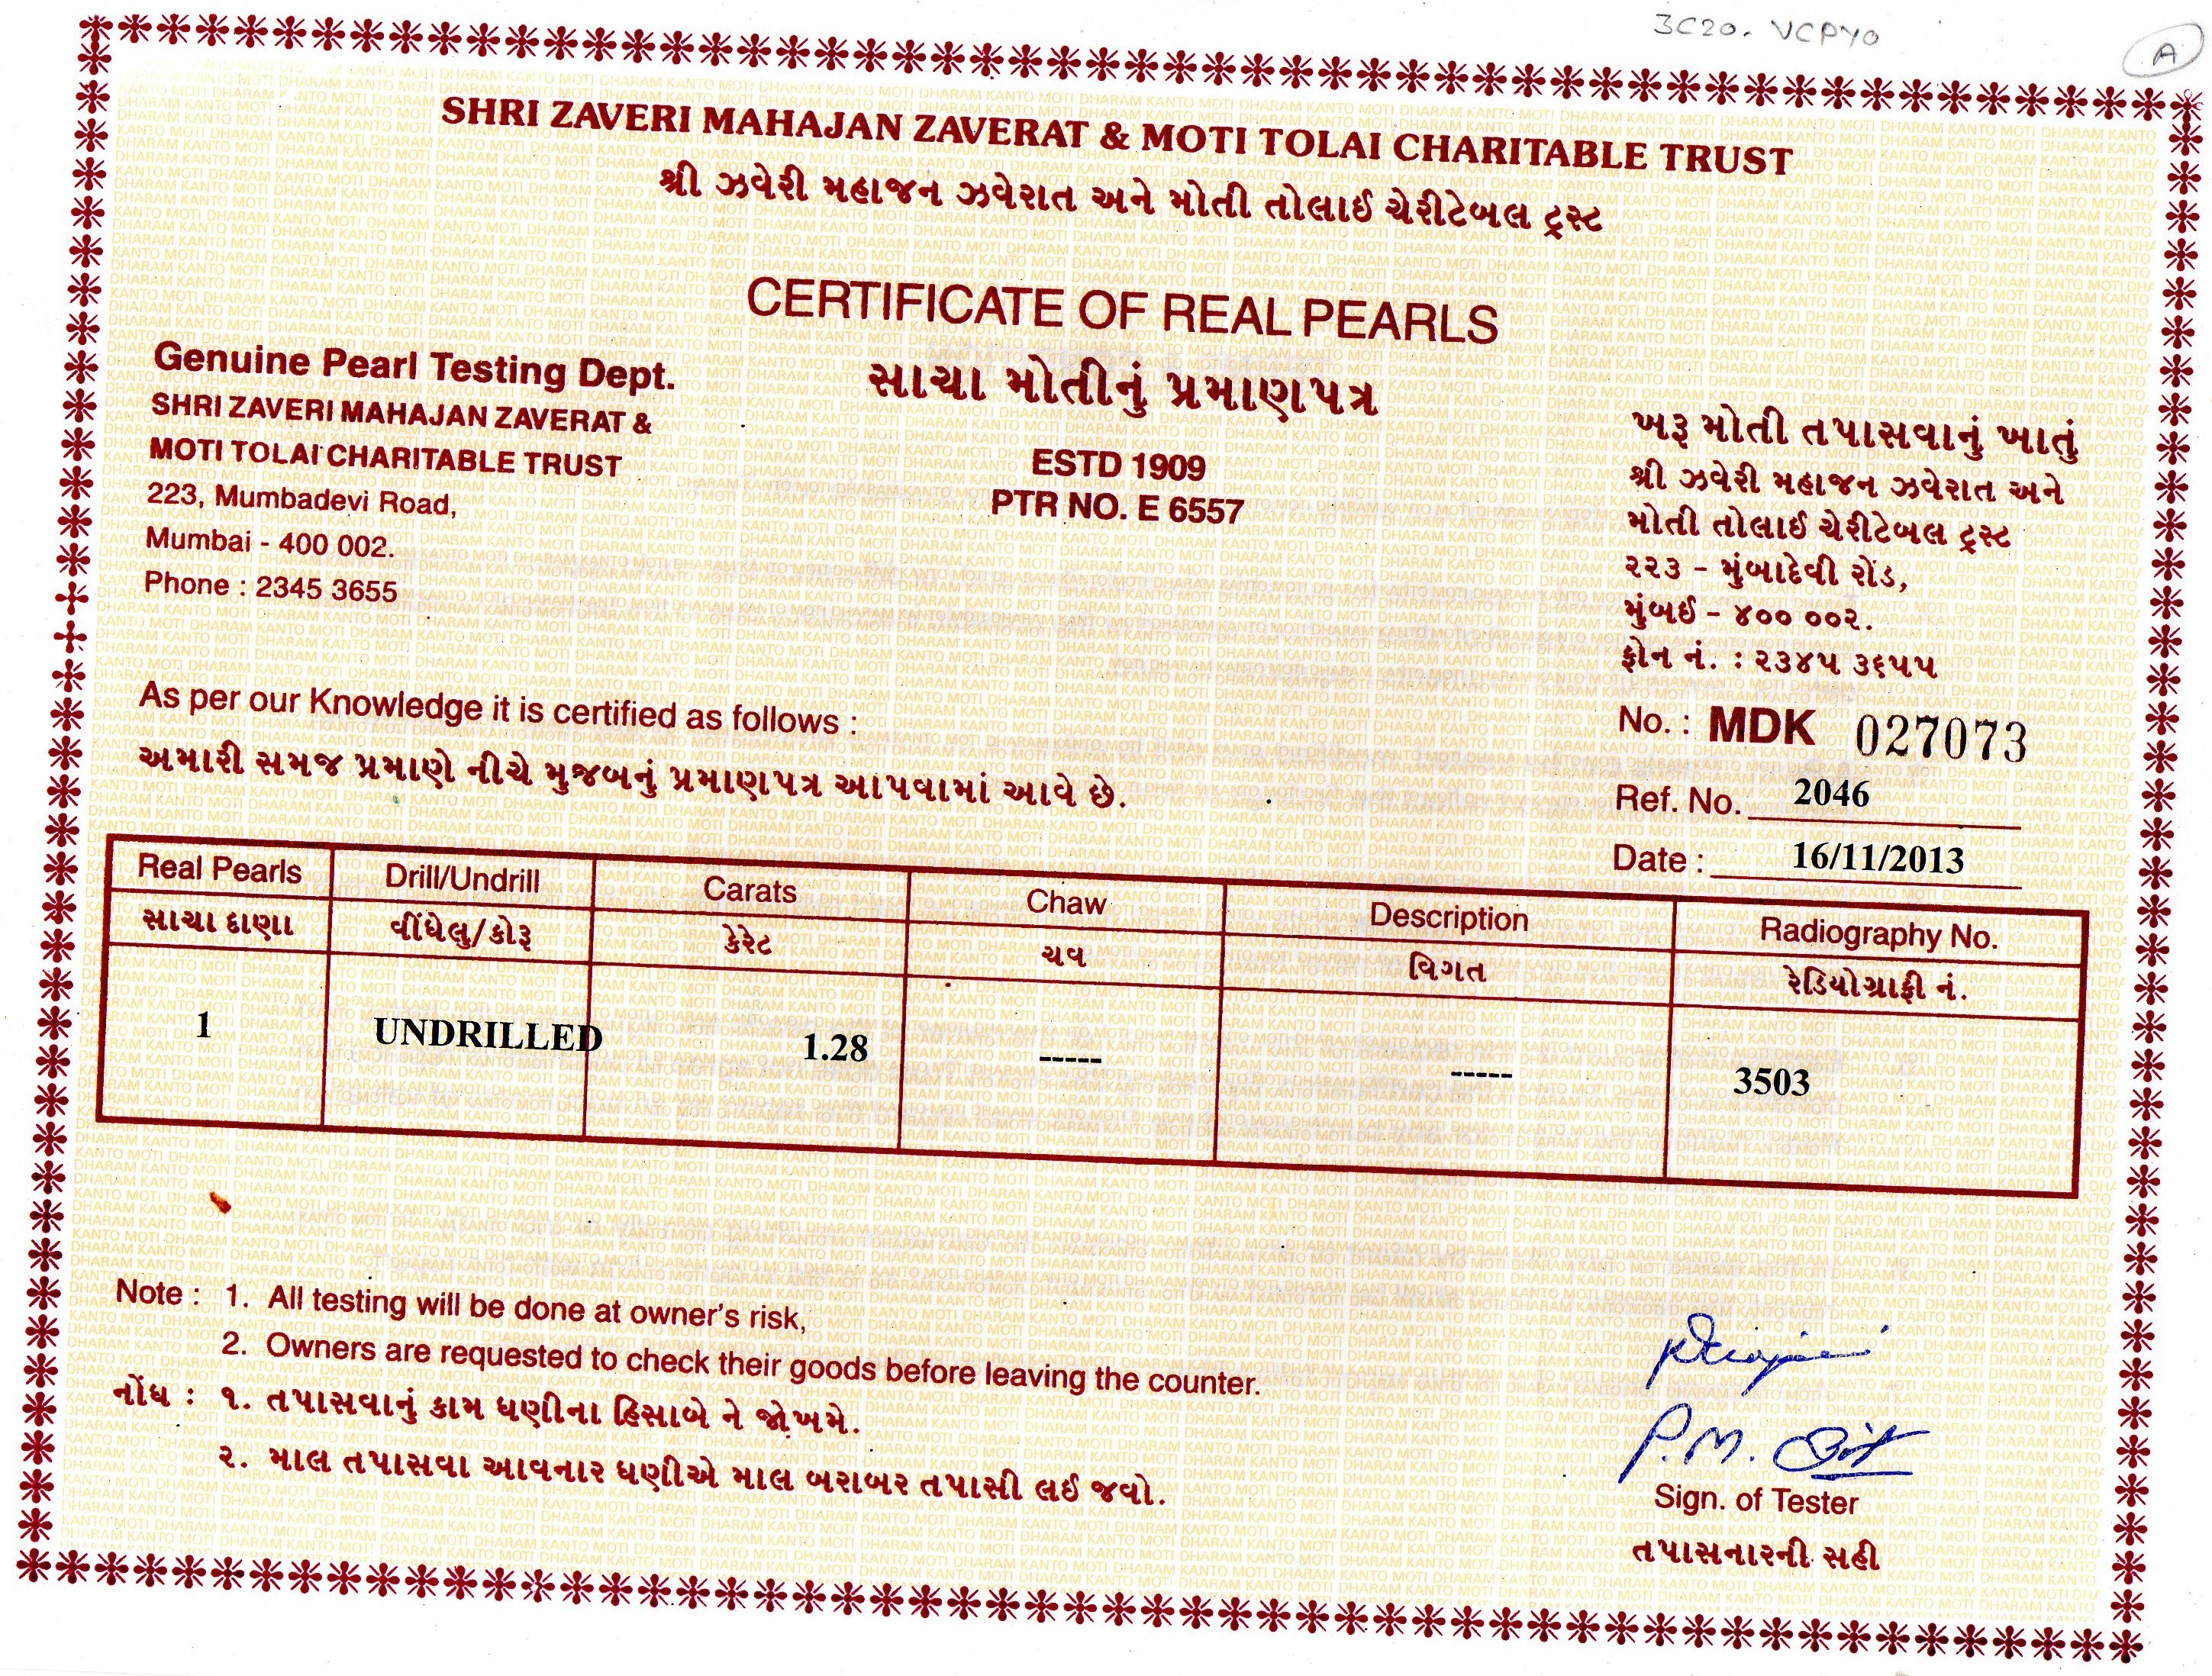 3C20. VCPYO
A
SHRI ZAVERI MAHAJAN ZAVERAT & MOTI TOLAI CHARITABLE TRUST
શ્રી ઝવેરી મહાજન ઝવેરાત અને મોતી તોલાઈ ચેરીટેબલ ટ્રસ્ટ
CERTIFICATE OF REAL PEARLS
સાચા મોતીનું પ્રમાણપત્ર
ESTD 1909
PTR NO. E 6557
Genuine Pearl Testing Dept.
SHRI ZAVERI MAHAJAN ZAVERAT &
MOTI TOLAI CHARITABLE TRUST
223, Mumbadevi Road,
Mumbai - 400 002.
Phone : 2345 3655
ખરૂ મોતી તપાસવાનું ખાતું
શ્રી ઝવેરી મહાજન ઝવેરાત અને
મોતી તોલાઈ ચેરીટેબલ ટ્રસ્ટ
૨૨૩ - મુંબાદેવી રોંડ,
મુંબઈ - ૪૦૦ ૦૦૨.
ફોન નં. : ૨૩૪૫ ૩૬૫૫
As per our Knowledge it is certified as follows :
અમારી સમજ પ્રમાણે નીચે મુજબનું પ્રમાણપત્ર આપવામાં આવે છે.
No. : MDK 027073
Ref. No. 2046
Date : 16/11/2013
Real Pearls Drill/Undrill Carats Chaw Description Radiography No.
સાચા દાણા વીંધેલુ/કોરૂ કેરેટ ચવ વિગત રેડિયોગ્રાફી નં.
1 UNDRILLED 1.28 ----- ----- 3503
Note : 1. All testing will be done at owner's risk,
2. Owners are requested to check their goods before leaving the counter.
નોંધ : ૧. તપાસવાનું કામ ધણીના હિસાબે ને જોખમે.
૨. માલ તપાસવા આવનાર ધણીએ માલ બરાબર તપાસી લઈ જવો.
P.M.
Sign. of Tester
તપાસનારની સહી